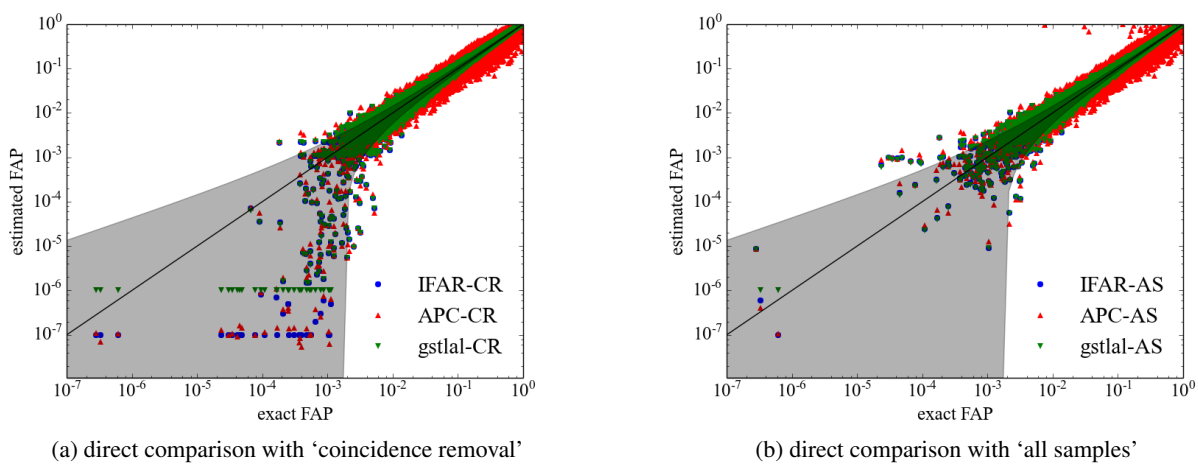 10^0
10^-1
10^-2
10^-3
10^-4
10^-5
10^-6
10^-7
estimated FAP
IFAR-CR
APC-CR
gstlal-CR
10^-7 10^-6 10^-5 10^-4 10^-3 10^-2 10^-1 10^0
exact FAP
(a) direct comparison with ‘coincidence removal’
10^0
10^-1
10^-2
10^-3
10^-4
10^-5
10^-6
10^-7
estimated FAP
IFAR-AS
APC-AS
gstlal-AS
10^-7 10^-6 10^-5 10^-4 10^-3 10^-2 10^-1 10^0
exact FAP
(b) direct comparison with ‘all samples’